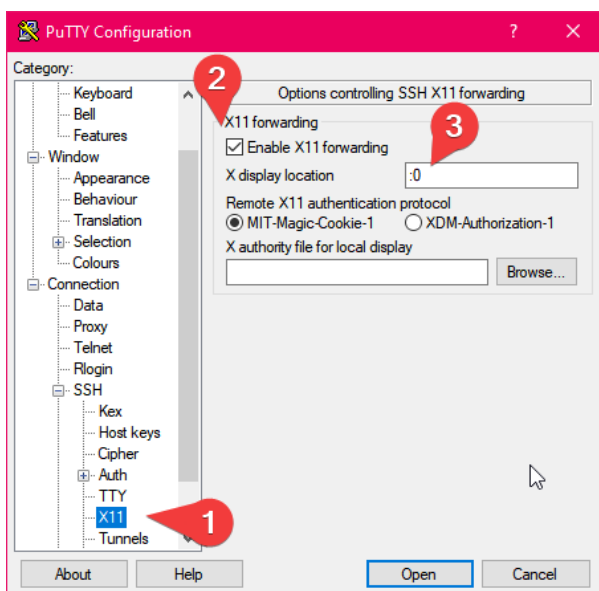 PuTTY Configuration
?
Category:
2
Keyboard
Bell
Features
Window
Appearance
Behaviour
Translation
Selection
Colours
Connection
Data
Proxy
Telnet
Rlogin
SSH
Kex
Host keys
Cipher
Auth
TTY
X11
1
Tunnels
Options controlling SSH X11 forwarding
X11 forwarding
3
Enable X11 forwarding
X display location :0
Remote X11 authentication protocol
MIT-Magic-Cookie-1 XDM-Authorization-1
X authority file for local display
Browse...
About Help Open Cancel